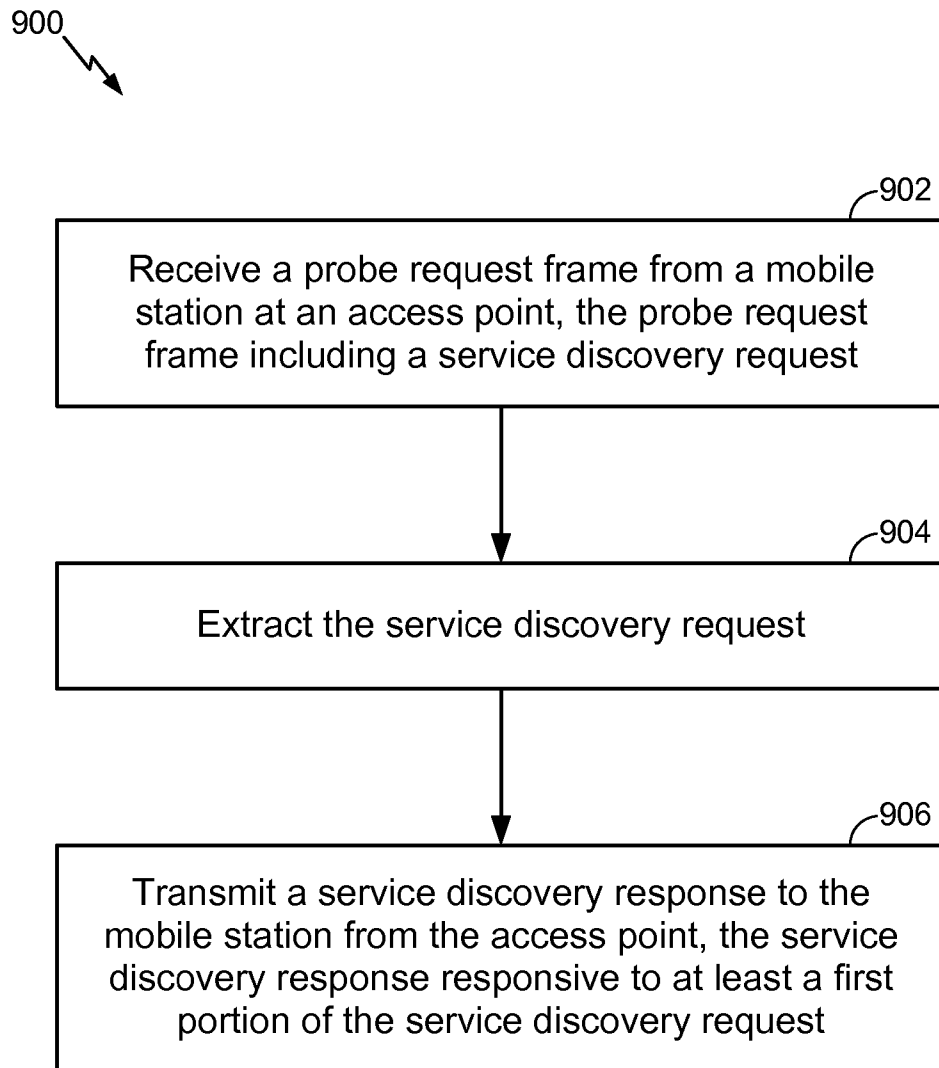 900
902
Receive a probe request frame from a mobile
station at an access point, the probe request
frame including a service discovery request
904
Extract the service discovery request
906
Transmit a service discovery response to the
mobile station from the access point, the service
discovery response responsive to at least a first
portion of the service discovery request